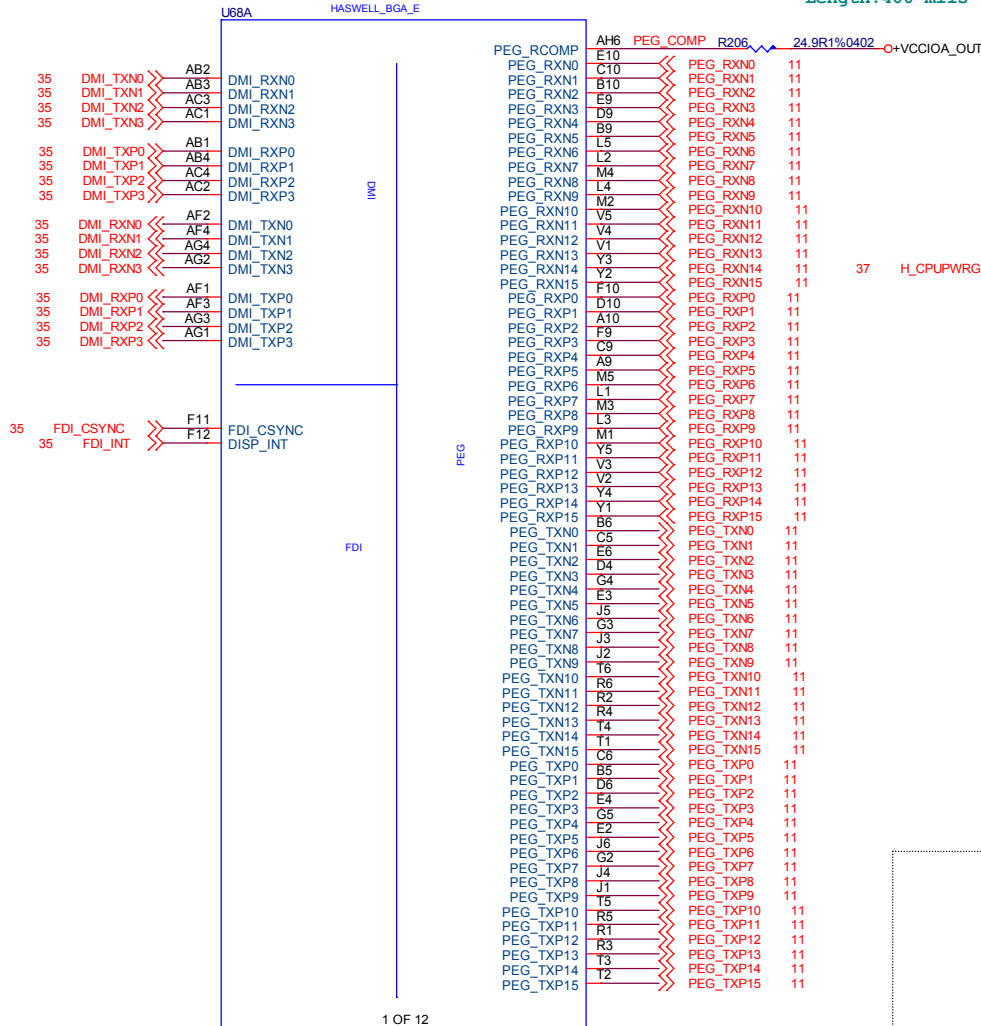 Length:400 mils
U68A HASWELL_BGA_E
35 DMI_TXN0 AB2 DMI_RXN0
35 DMI_TXN1 AB3 DMI_RXN1
35 DMI_TXN2 AC3 DMI_RXN2
35 DMI_TXN3 AC1 DMI_RXN3
35 DMI_TXP0 AB1 DMI_RXP0
35 DMI_TXP1 AB4 DMI_RXP1
35 DMI_TXP2 AC4 DMI_RXP2
35 DMI_TXP3 AC2 DMI_RXP3
35 DMI_RXN0 AF2 DMI_TXN0
35 DMI_RXN1 AF4 DMI_TXN1
35 DMI_RXN2 AG4 DMI_TXN2
35 DMI_RXN3 AG2 DMI_TXN3
35 DMI_RXP0 AF1 DMI_TXP0
35 DMI_RXP1 AF3 DMI_TXP1
35 DMI_RXP2 AG3 DMI_TXP2
35 DMI_RXP3 AG1 DMI_TXP3
35 FDI_CSYNC F11 FDI_CSYNC
35 FDI_INT F12 DISP_INT
DMI
FDI
PEG
PEG_RCOMP AH6 PEG_COMP R206 24.9R1%0402 +VCCIOA_OUT
PEG_RXN0 E10 PEG_RXN0 11
PEG_RXN1 C10 PEG_RXN1 11
PEG_RXN2 B10 PEG_RXN2 11
PEG_RXN3 E9 PEG_RXN3 11
PEG_RXN4 D9 PEG_RXN4 11
PEG_RXN5 B9 PEG_RXN5 11
PEG_RXN6 L5 PEG_RXN6 11
PEG_RXN7 L2 PEG_RXN7 11
PEG_RXN8 M4 PEG_RXN8 11
PEG_RXN9 L4 PEG_RXN9 11
PEG_RXN10 M2 PEG_RXN10 11
PEG_RXN11 V5 PEG_RXN11 11
PEG_RXN12 V4 PEG_RXN12 11
PEG_RXN13 V1 PEG_RXN13 11
PEG_RXN14 Y3 PEG_RXN14 11
PEG_RXN15 Y2 PEG_RXN15 11
PEG_RXP0 F10 PEG_RXP0 11
PEG_RXP1 D10 PEG_RXP1 11
PEG_RXP2 A10 PEG_RXP2 11
PEG_RXP3 F9 PEG_RXP3 11
PEG_RXP4 C9 PEG_RXP4 11
PEG_RXP5 A9 PEG_RXP5 11
PEG_RXP6 M5 PEG_RXP6 11
PEG_RXP7 L1 PEG_RXP7 11
PEG_RXP8 M3 PEG_RXP8 11
PEG_RXP9 L3 PEG_RXP9 11
PEG_RXP10 M1 PEG_RXP10 11
PEG_RXP11 Y5 PEG_RXP11 11
PEG_RXP12 V3 PEG_RXP12 11
PEG_RXP13 V2 PEG_RXP13 11
PEG_RXP14 Y4 PEG_RXP14 11
PEG_RXP15 Y1 PEG_RXP15 11
PEG_TXN0 B6 PEG_TXN0 11
PEG_TXN1 C5 PEG_TXN1 11
PEG_TXN2 E6 PEG_TXN2 11
PEG_TXN3 D4 PEG_TXN3 11
PEG_TXN4 G4 PEG_TXN4 11
PEG_TXN5 E3 PEG_TXN5 11
PEG_TXN6 J5 PEG_TXN6 11
PEG_TXN7 G3 PEG_TXN7 11
PEG_TXN8 J3 PEG_TXN8 11
PEG_TXN9 J2 PEG_TXN9 11
PEG_TXN10 T6 PEG_TXN10 11
PEG_TXN11 R6 PEG_TXN11 11
PEG_TXN12 R2 PEG_TXN12 11
PEG_TXN13 R4 PEG_TXN13 11
PEG_TXN14 T4 PEG_TXN14 11
PEG_TXN15 T1 PEG_TXN15 11
PEG_TXP0 C6 PEG_TXP0 11
PEG_TXP1 B5 PEG_TXP1 11
PEG_TXP2 D6 PEG_TXP2 11
PEG_TXP3 E4 PEG_TXP3 11
PEG_TXP4 G5 PEG_TXP4 11
PEG_TXP5 E2 PEG_TXP5 11
PEG_TXP6 J6 PEG_TXP6 11
PEG_TXP7 G2 PEG_TXP7 11
PEG_TXP8 J4 PEG_TXP8 11
PEG_TXP9 J1 PEG_TXP9 11
PEG_TXP10 T5 PEG_TXP10 11
PEG_TXP11 R5 PEG_TXP11 11
PEG_TXP12 R1 PEG_TXP12 11
PEG_TXP13 R3 PEG_TXP13 11
PEG_TXP14 T3 PEG_TXP14 11
PEG_TXP15 T2 PEG_TXP15 11
37 H_CPUPWRG
1 OF 12